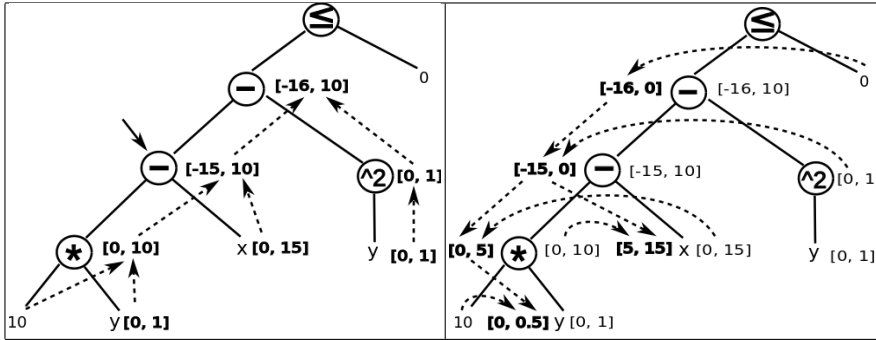 ≤ ≤
0 0
− [-16, 10] [-16, 0] − [-16, 10]
− [-15, 10] ^2 [0, 1] [-15, 0] − [-15, 10] ^2 [0, 1
* [0, 10] x [0, 15] y [0, 1] [0, 5] * [0, 10] [5, 15] x [0, 15] y [0, 1]
10 y [0, 1] 10 [0, 0.5] y [0, 1]